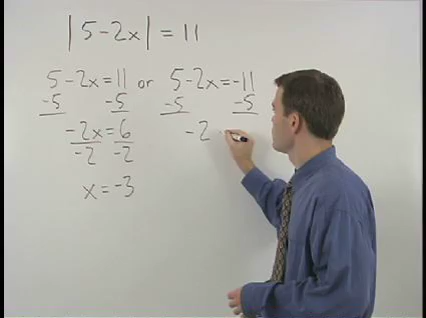 |5-2x| = 11
5-2x=11 or 5-2x=-11
-5 -5 -5 -5
-2x=6 -2
-2 -2
x=-3